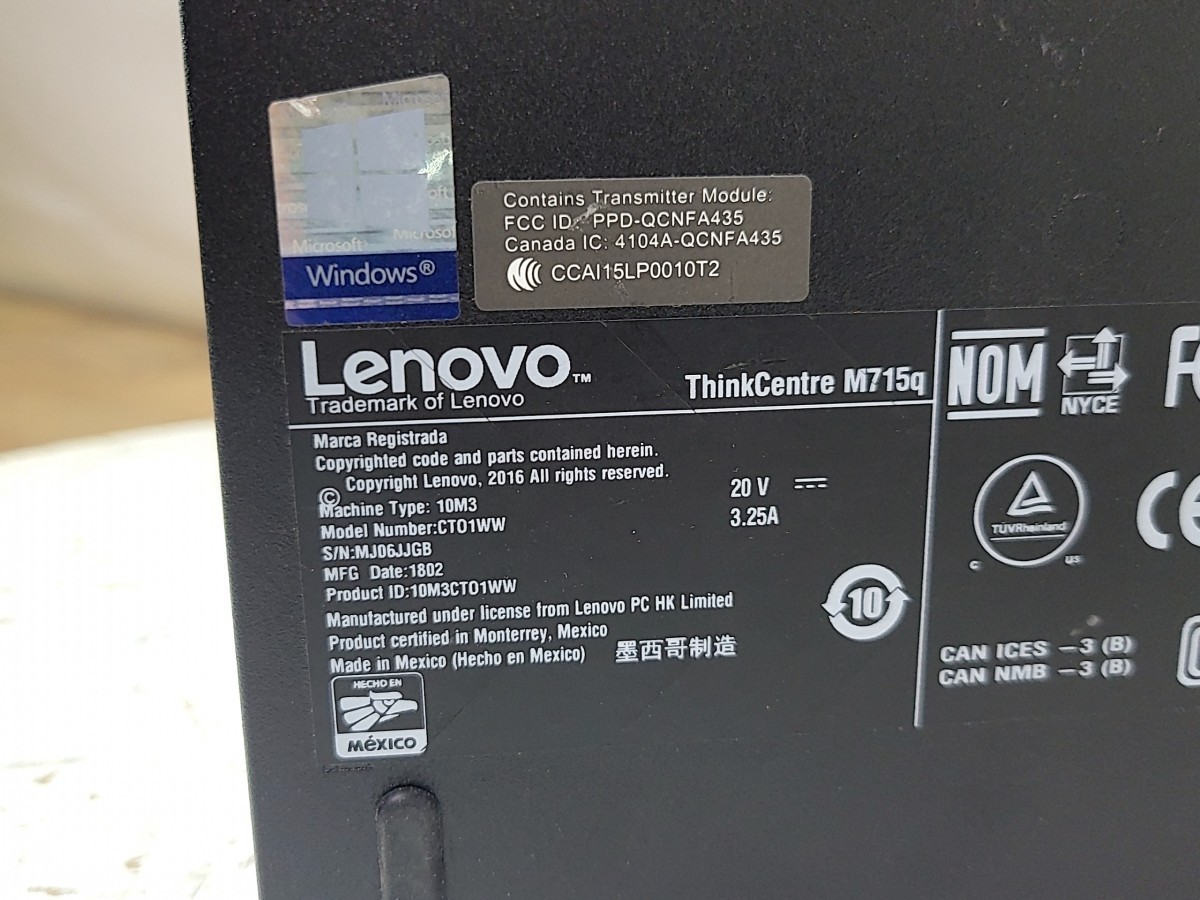 Microsoft
Microsoft
Windows®
Contains Transmitter Module:
FCC ID: PPD-QCNFA435
Canada IC: 4104A-QCNFA435
CCAI15LP0010T2
Lenovo™
Trademark of Lenovo
ThinkCentre M715q
Marca Registrada
Copyrighted code and parts contained herein.
© Copyright Lenovo, 2016 All rights reserved.
Machine Type: 10M3
Model Number:CTO1WW
S/N:MJ06JJGB
MFG Date:1802
Product ID:10M3CTO1WW
20 V
3.25A
Manufactured under license from Lenovo PC HK Limited
Product certified in Monterrey, Mexico
Made in Mexico (Hecho en Mexico) 墨西哥制造
10
HECHO EN
MÉXICO
NOM
NYCE
TÜVRheinland
C US
CE
CAN ICES －3 (B)
CAN NMB －3 (B)